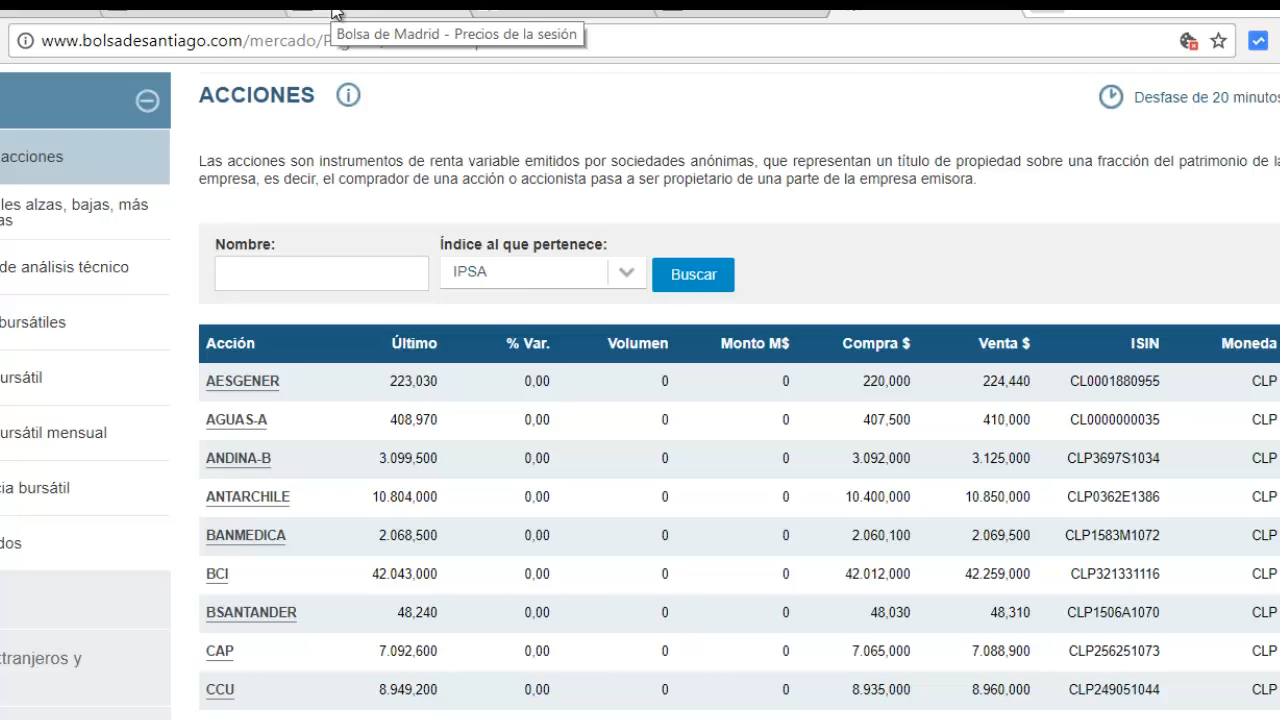 www.bolsadesantiago.com/mercado/
Bolsa de Madrid - Precios de la sesión
ACCIONES
Desfase de 20 minutos
acciones
les alzas, bajas, más
as
de análisis técnico
bursátiles
ursátil
ursátil mensual
cia bursátil
dos
xtranjeros y
Las acciones son instrumentos de renta variable emitidos por sociedades anónimas, que representan un título de propiedad sobre una fracción del patrimonio de la
empresa, es decir, el comprador de una acción o accionista pasa a ser propietario de una parte de la empresa emisora.
Nombre: Índice al que pertenece:
IPSA Buscar
Acción Último % Var. Volumen Monto M$ Compra $ Venta $ ISIN Moneda
AESGENER 223,030 0,00 0 0 220,000 224,440 CL0001880955 CLP
AGUAS-A 408,970 0,00 0 0 407,500 410,000 CL0000000035 CLP
ANDINA-B 3.099,500 0,00 0 0 3.092,000 3.125,000 CLP3697S1034 CLP
ANTARCHILE 10.804,000 0,00 0 0 10.400,000 10.850,000 CLP0362E1386 CLP
BANMEDICA 2.068,500 0,00 0 0 2.060,100 2.069,500 CLP1583M1072 CLP
BCI 42.043,000 0,00 0 0 42.012,000 42.259,000 CLP321331116 CLP
BSANTANDER 48,240 0,00 0 0 48,030 48,310 CLP1506A1070 CLP
CAP 7.092,600 0,00 0 0 7.065,000 7.088,900 CLP256251073 CLP
CCU 8.949,200 0,00 0 0 8.935,000 8.960,000 CLP249051044 CLP